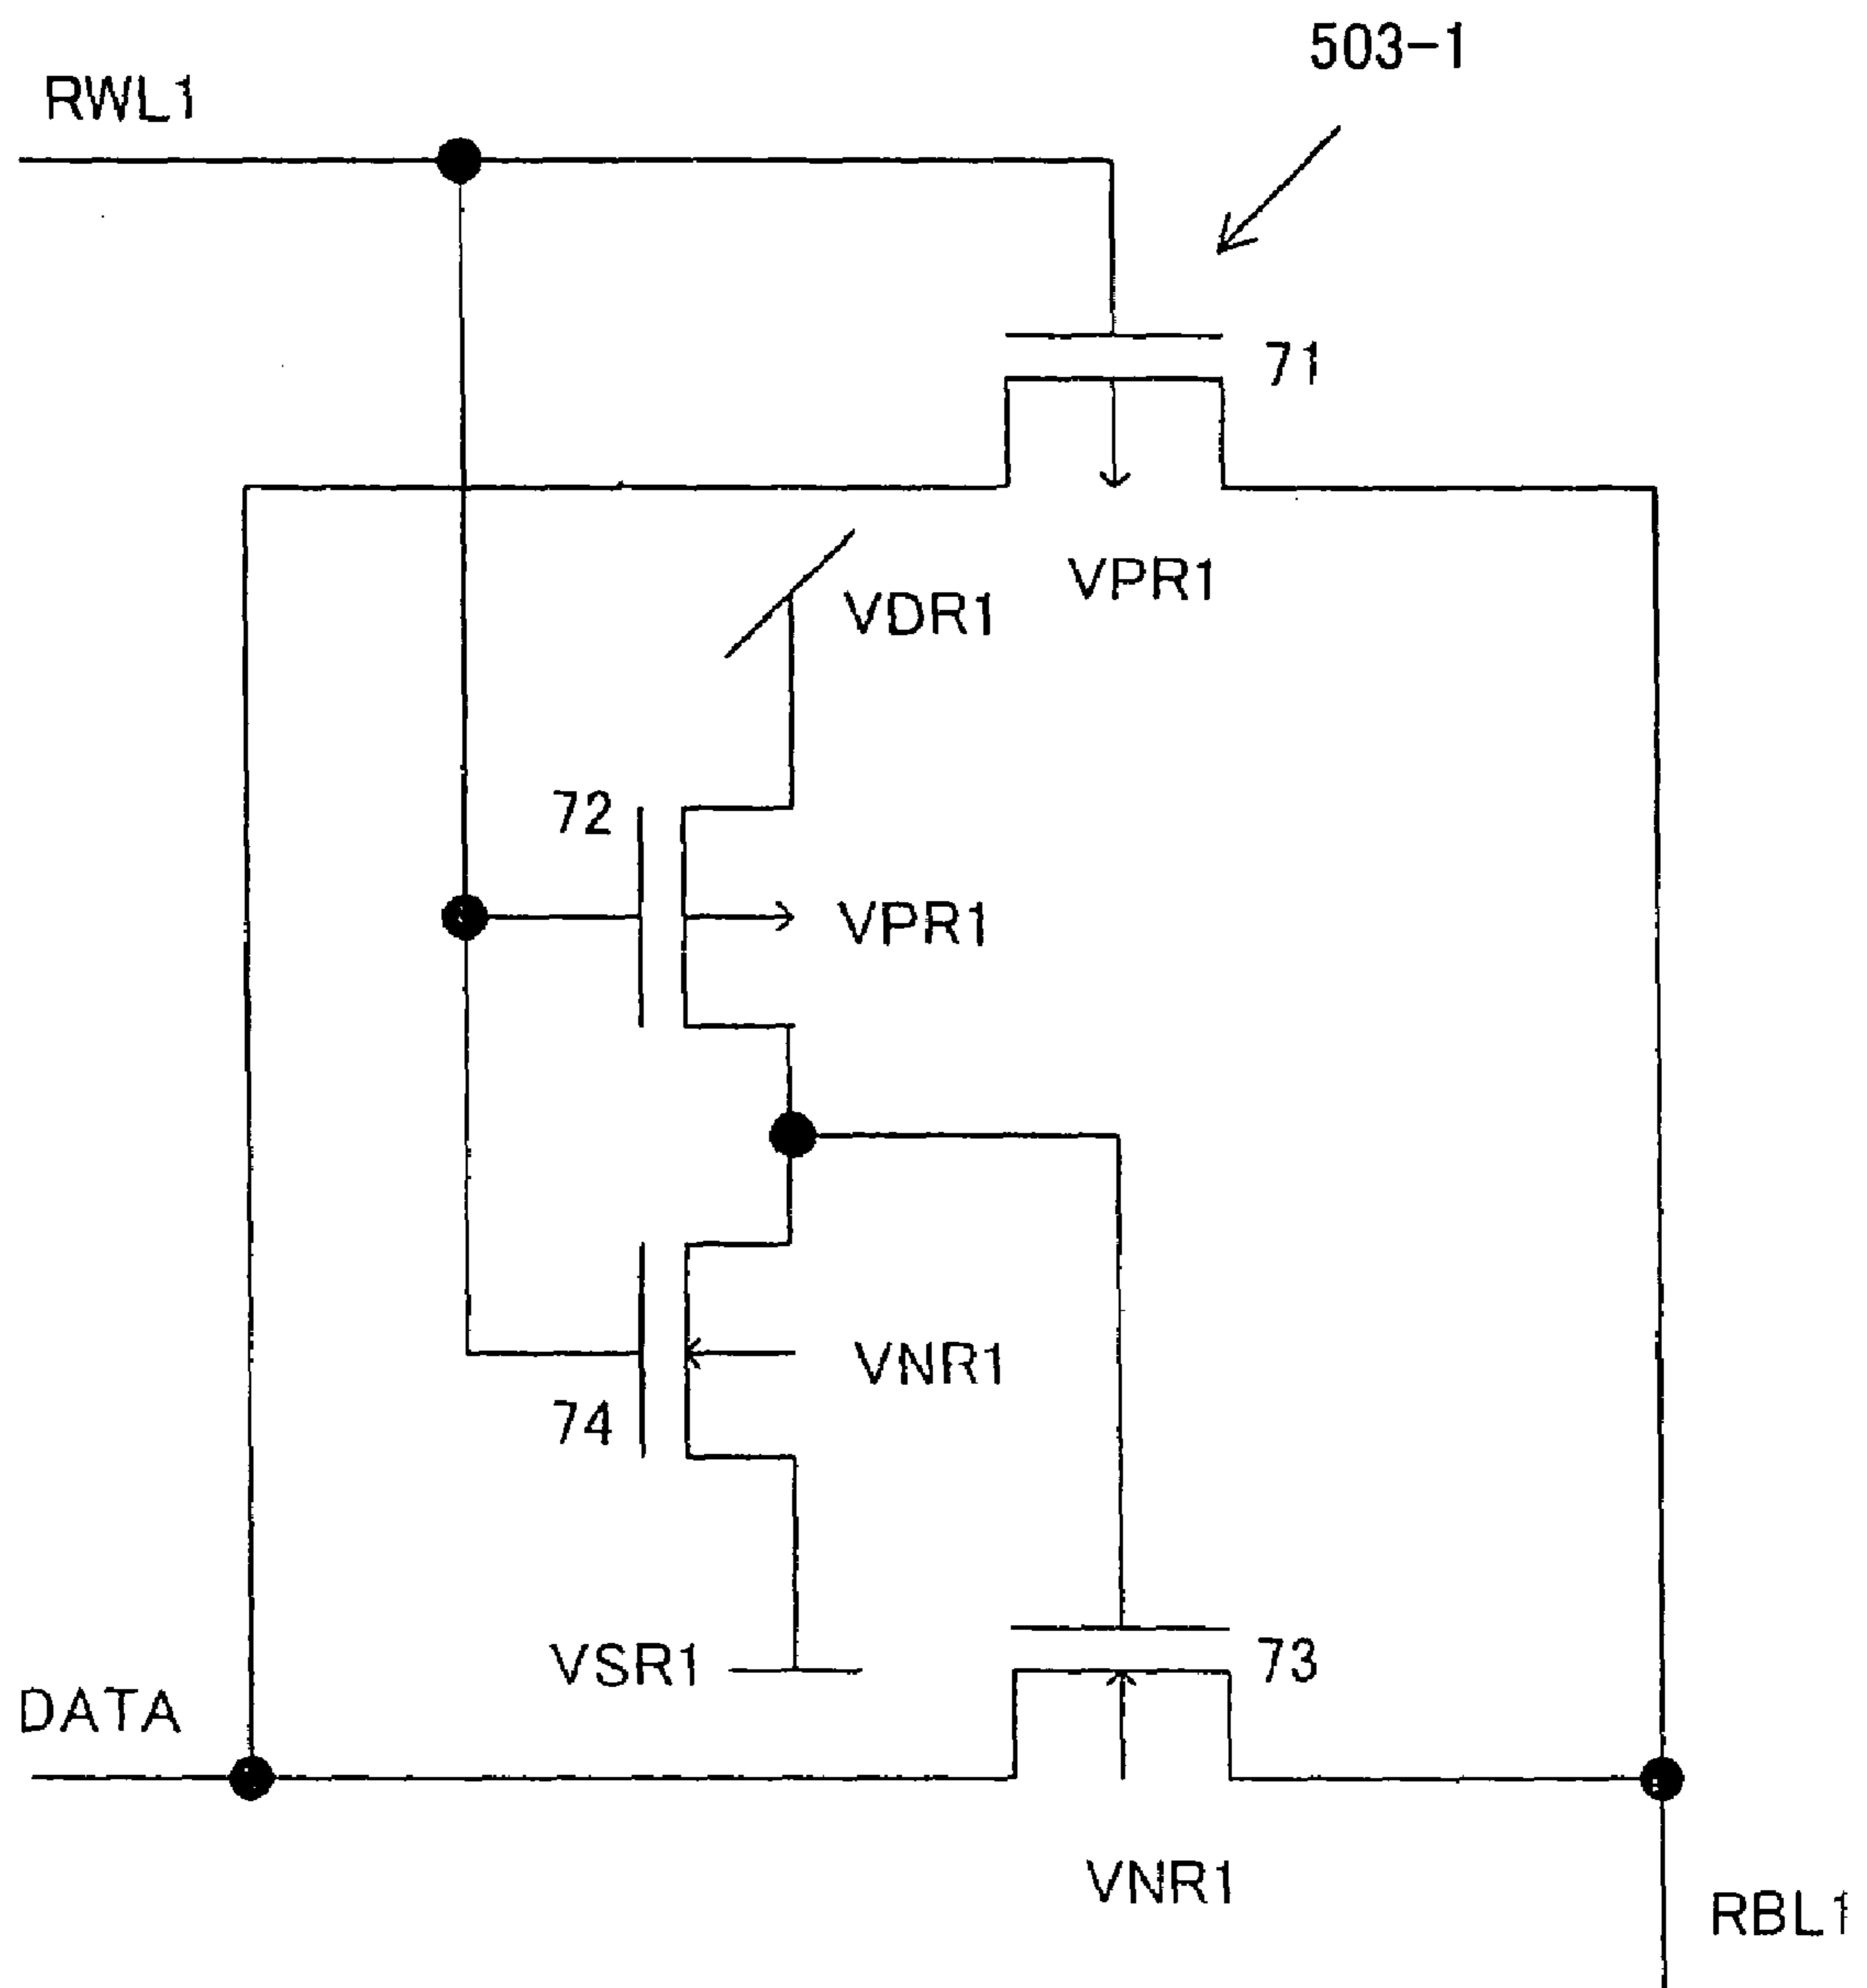 503-1
RWL1
71
VPR1
VDR1
72
VPR1
VNR1
74
VSR1
73
DATA
VNR1
RBL1